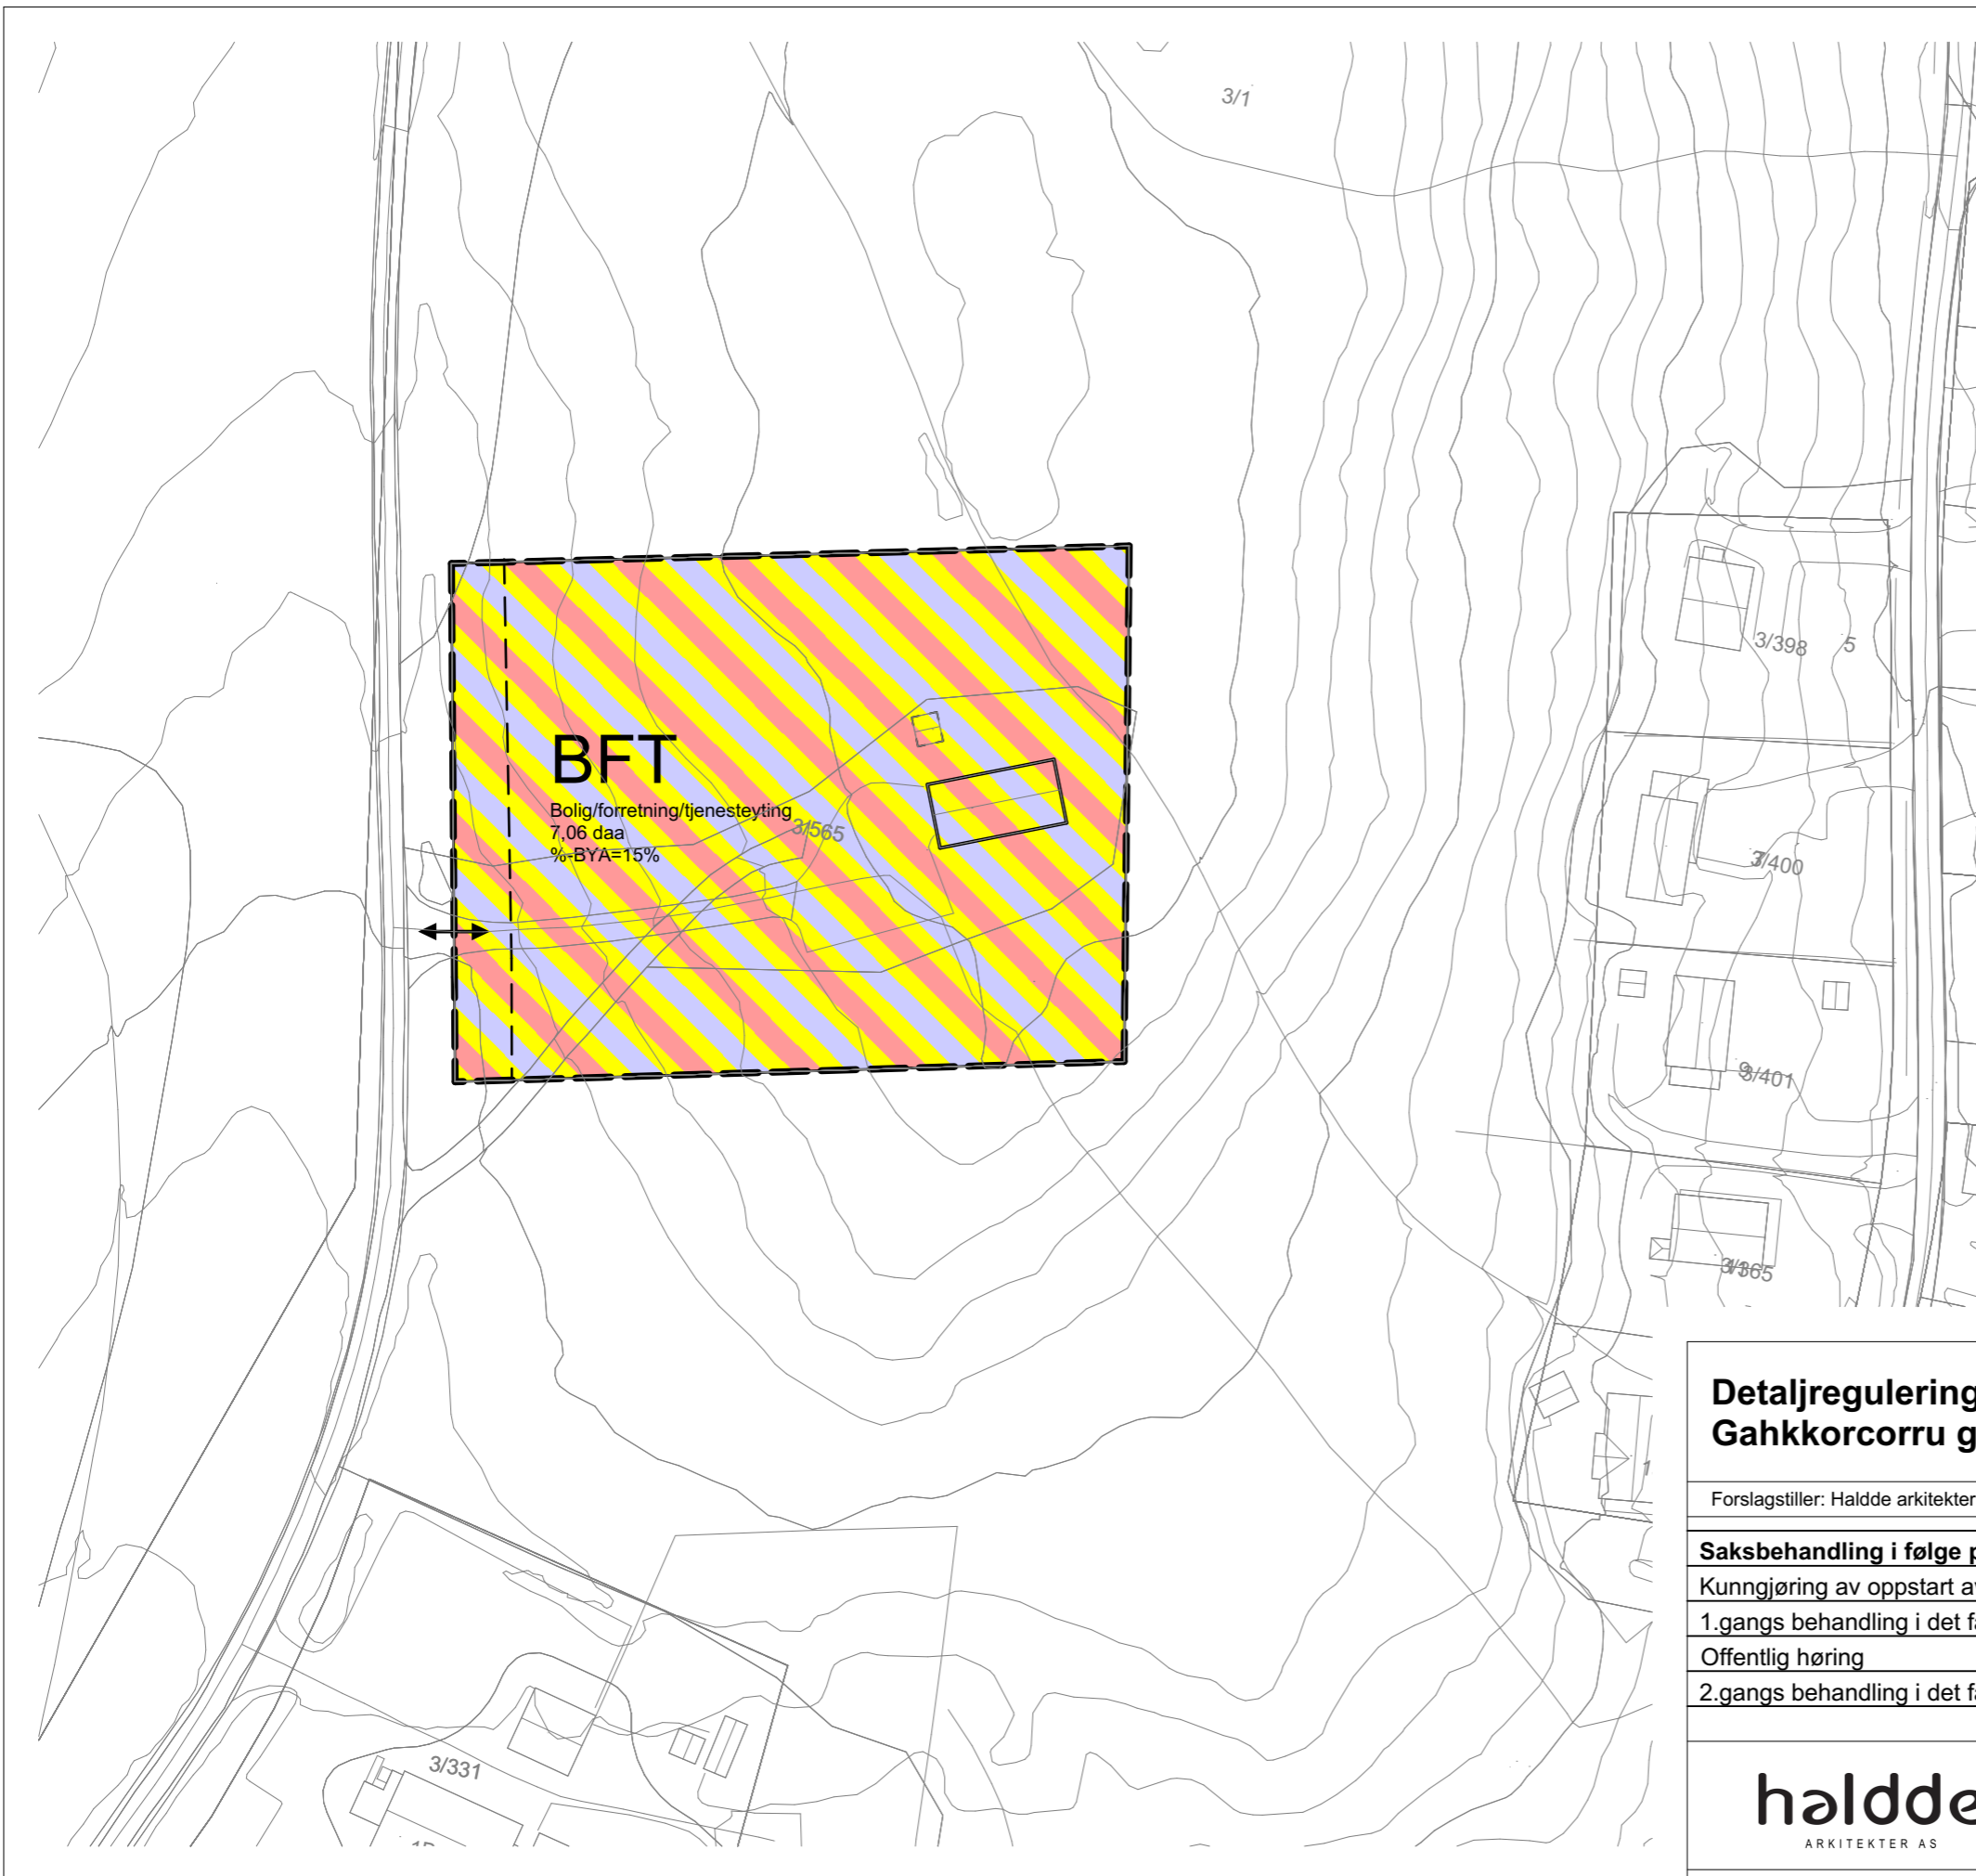 3/1
3/398
5
BFT
Bolig/forretning/tjenesteyting
7,06 daa
%-BYA=15%
3/565
3/400
3/401
3/331
Detaljregulering
Gahkkorcorru g
Forslagstiller: Haldde arkitekter
Saksbehandling i følge p
Kunngjøring av oppstart a
1.gangs behandling i det f
Offentlig høring
2.gangs behandling i det f
haldde
ARKITEKTER AS